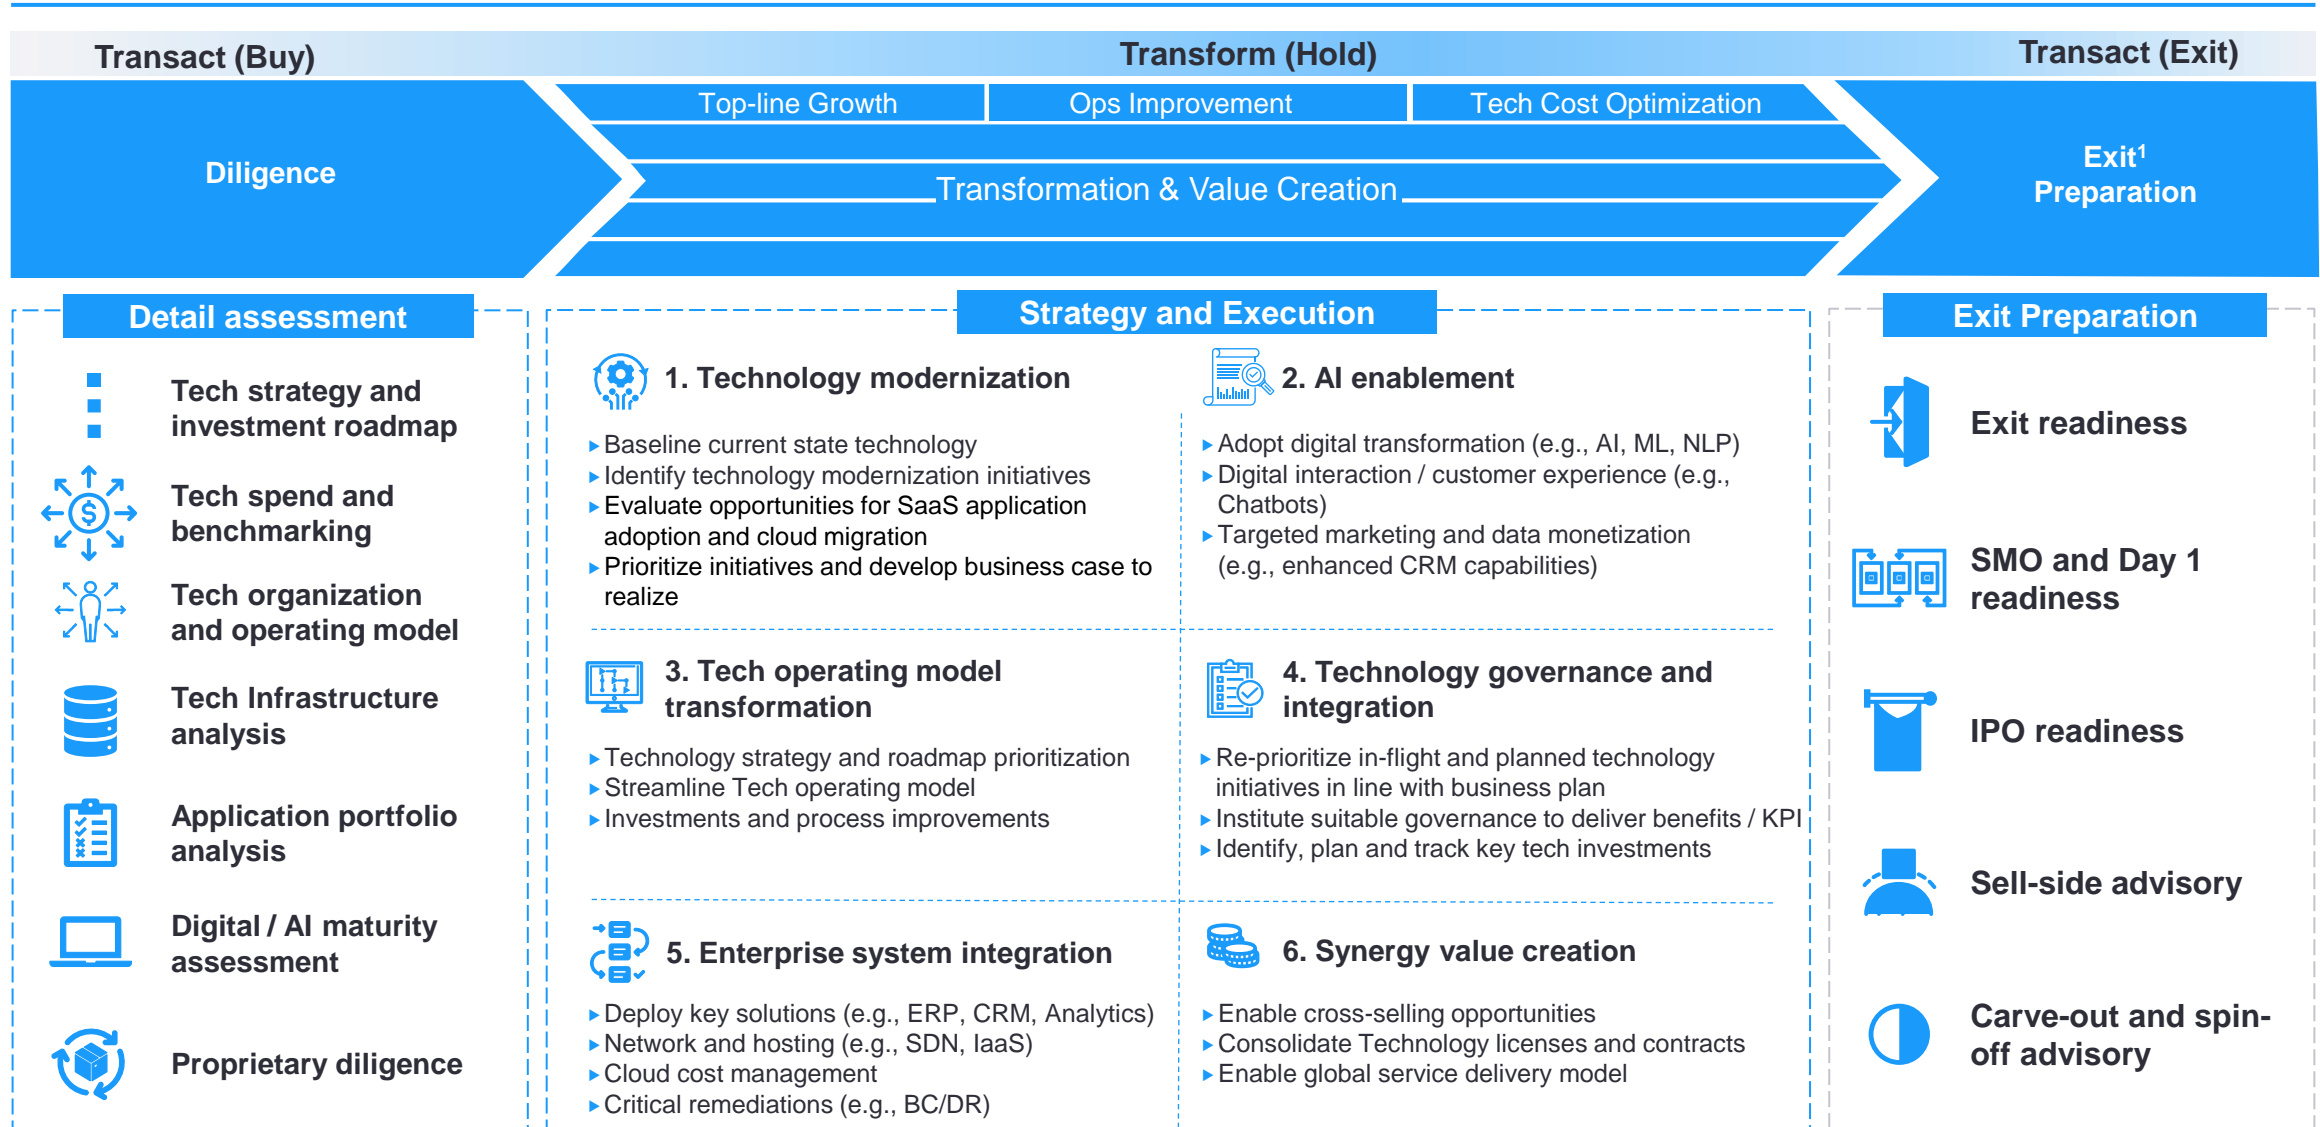 Transact (Buy)
Transform (Hold)
Transact (Exit)
Top-line Growth
Ops Improvement
Tech Cost Optimization
Diligence
Transformation & Value Creation
Exit¹
Preparation
Detail assessment
Tech strategy and
investment roadmap
Tech spend and
benchmarking
Tech organization
and operating model
Tech Infrastructure
analysis
Application portfolio
analysis
Digital / AI maturity
assessment
Proprietary diligence
Strategy and Execution
1. Technology modernization
Baseline current state technology
Identify technology modernization initiatives
Evaluate opportunities for SaaS application
adoption and cloud migration
Prioritize initiatives and develop business case to
realize
2. AI enablement
Adopt digital transformation (e.g., AI, ML, NLP)
Digital interaction / customer experience (e.g.,
Chatbots)
Targeted marketing and data monetization
(e.g., enhanced CRM capabilities)
3. Tech operating model
transformation
Technology strategy and roadmap prioritization
Streamline Tech operating model
Investments and process improvements
4. Technology governance and
integration
Re-prioritize in-flight and planned technology
initiatives in line with business plan
Institute suitable governance to deliver benefits / KPI
Identify, plan and track key tech investments
5. Enterprise system integration
Deploy key solutions (e.g., ERP, CRM, Analytics)
Network and hosting (e.g., SDN, IaaS)
Cloud cost management
Critical remediations (e.g., BC/DR)
6. Synergy value creation
Enable cross-selling opportunities
Consolidate Technology licenses and contracts
Enable global service delivery model
Exit Preparation
Exit readiness
SMO and Day 1
readiness
IPO readiness
Sell-side advisory
Carve-out and spin-
off advisory